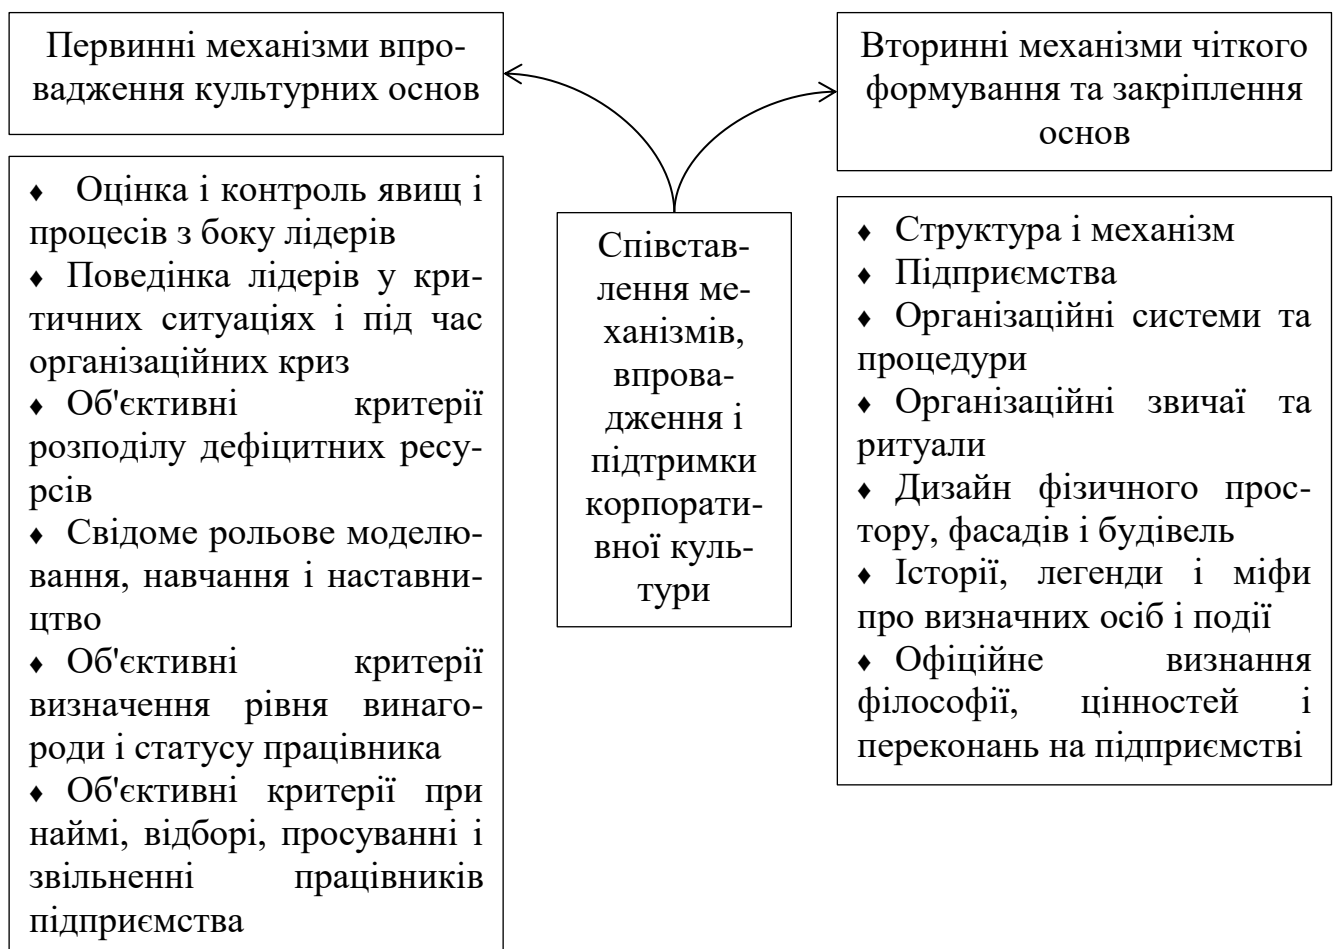 Первинні механізми впро-
вадження культурних основ
♦ Оцінка і контроль явищ і
процесів з боку лідерів
♦ Поведінка лідерів у кри-
тичних ситуаціях і під час
організаційних криз
♦ Об'єктивні критерії
розподілу дефіцитних ресу-
рсів
♦ Свідоме рольове моделю-
вання, навчання і наставни-
цтво
♦ Об'єктивні критерії
визначення рівня винаго-
роди і статусу працівника
♦ Об'єктивні критерії при
наймі, відборі, просуванні і
звільненні працівників
підприємства
Співстав-
лення ме-
ханізмів,
впрова-
дження і
підтримки
корпорати-
вної куль-
тури
Вторинні механізми чіткого
формування та закріплення
основ
♦ Структура і механізм
♦ Підприємства
♦ Організаційні системи та
процедури
♦ Організаційні звичаї та
ритуали
♦ Дизайн фізичного прос-
тору, фасадів і будівель
♦ Історії, легенди і міфи
про визначних осіб і події
♦ Офіційне визнання
філософії, цінностей і
переконань на підприємстві